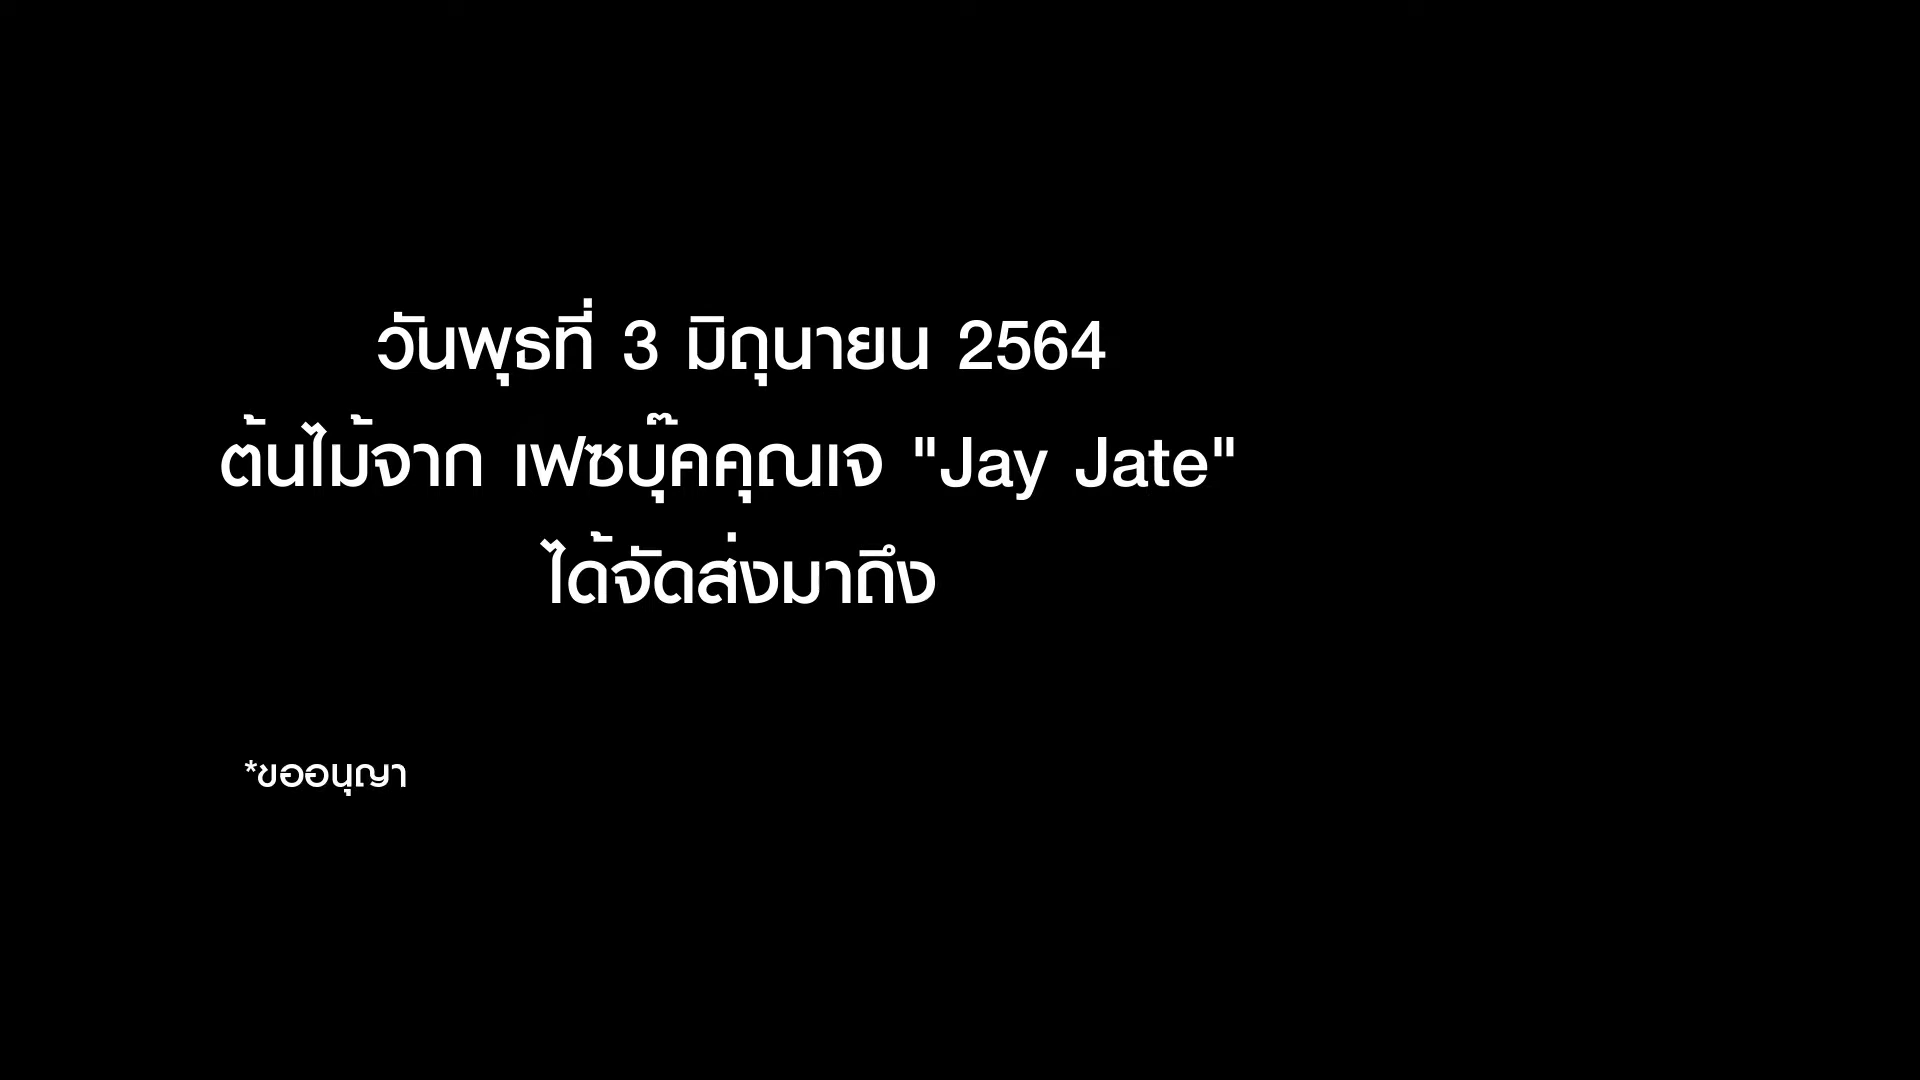 วันพุธที่ 3 มิถุนายน 2564
ต้นไม้จาก เฟซบุ๊คคุณเจ "Jay Jate"
ได้จัดส่งมาถึง
*ขออนุญา